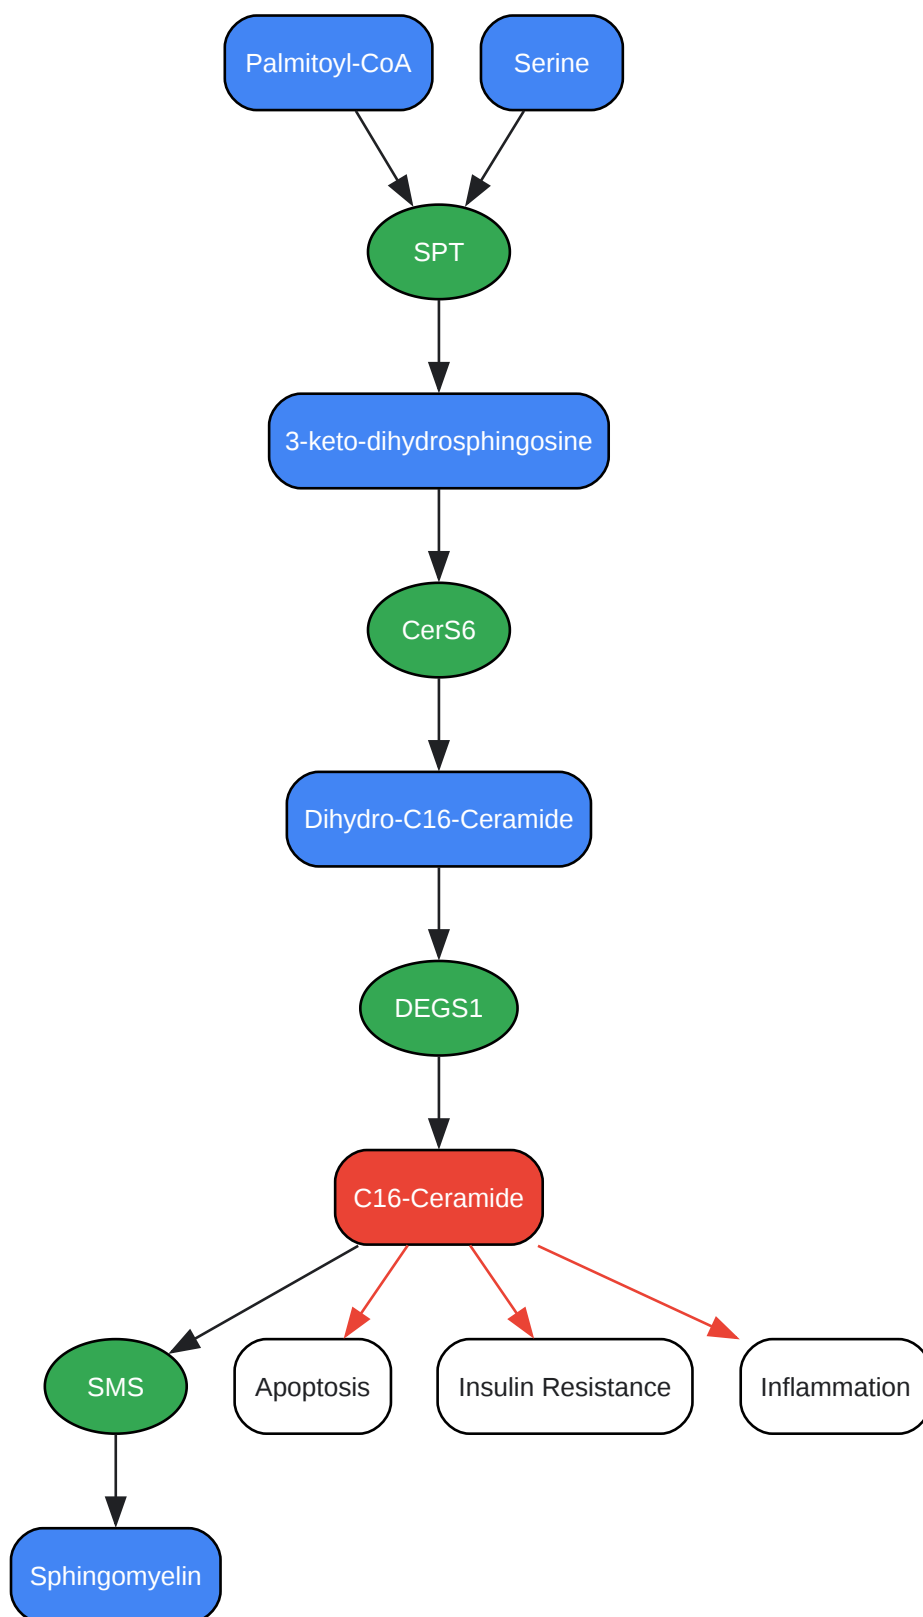 Palmitoyl-CoA
Serine
SPT
3-keto-dihydrosphingosine
CerS6
Dihydro-C16-Ceramide
DEGS1
C16-Ceramide
SMS
Apoptosis
Insulin Resistance
Inflammation
Sphingomyelin